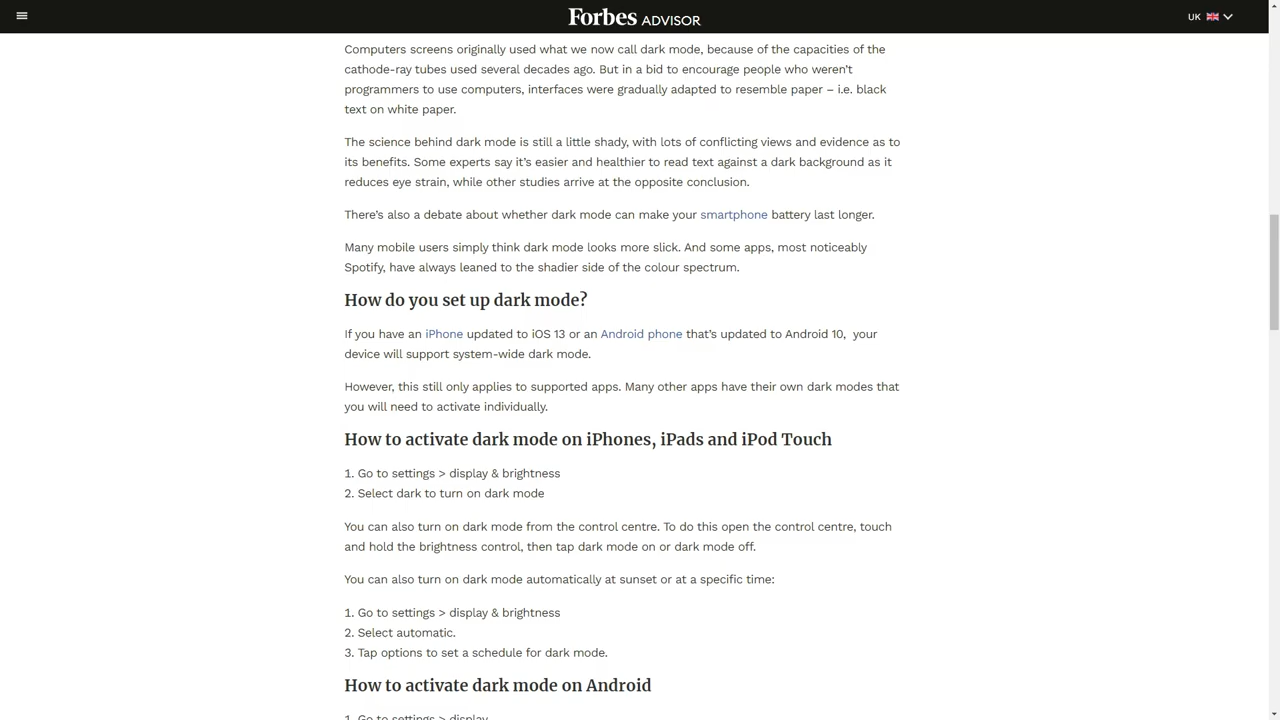 Forbes ADVISOR
UK
Computers screens originally used what we now call dark mode, because of the capacities of the
cathode-ray tubes used several decades ago. But in a bid to encourage people who weren't
programmers to use computers, interfaces were gradually adapted to resemble paper – i.e. black
text on white paper.
The science behind dark mode is still a little shady, with lots of conflicting views and evidence as to
its benefits. Some experts say it's easier and healthier to read text against a dark background as it
reduces eye strain, while other studies arrive at the opposite conclusion.
There's also a debate about whether dark mode can make your smartphone battery last longer.
Many mobile users simply think dark mode looks more slick. And some apps, most noticeably
Spotify, have always leaned to the shadier side of the colour spectrum.
How do you set up dark mode?
If you have an iPhone updated to iOS 13 or an Android phone that's updated to Android 10,  your
device will support system-wide dark mode.
However, this still only applies to supported apps. Many other apps have their own dark modes that
you will need to activate individually.
How to activate dark mode on iPhones, iPads and iPod Touch
1. Go to settings > display & brightness
2. Select dark to turn on dark mode
You can also turn on dark mode from the control centre. To do this open the control centre, touch
and hold the brightness control, then tap dark mode on or dark mode off.
You can also turn on dark mode automatically at sunset or at a specific time:
1. Go to settings > display & brightness
2. Select automatic.
3. Tap options to set a schedule for dark mode.
How to activate dark mode on Android
1. Go to settings > display